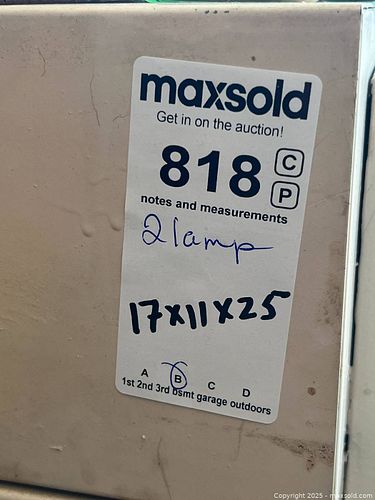 maxsold
Get in on the auction!
818 C
P
notes and measurements
2 lamp
17x11x25
A B C D
1st 2nd 3rd bsmt garage outdoors
Copyright © 2025 - maxsold.com